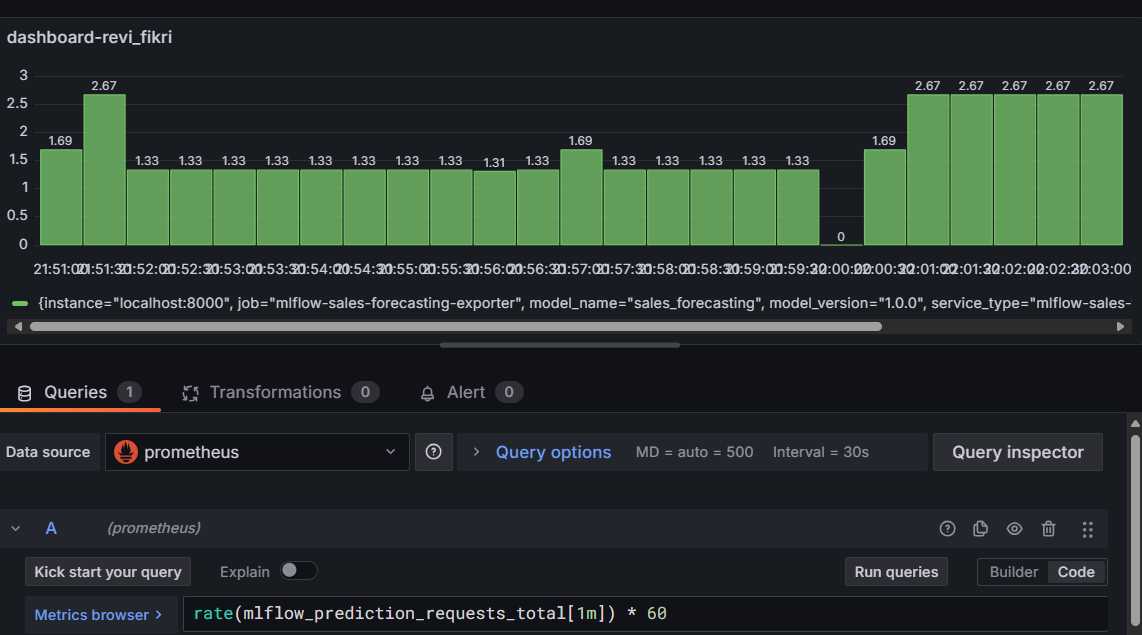 dashboard-revi_fikri
3
2.5
2
1.5
1
0.5
0
1.69 2.67 1.33 1.33 1.33 1.33 1.33 1.33 1.33 1.33 1.31 1.33 1.69 1.33 1.33 1.33 1.33 1.33 0 1.69 2.67 2.67 2.67 2.67 2.67
21:51:00 21:51:30 21:52:00 21:52:30 21:53:00 21:53:30 21:54:00 21:54:30 21:55:00 21:55:30 21:56:00 21:56:30 21:57:00 21:57:30 21:58:00 21:58:30 21:59:00 21:59:30 22:00:00 22:00:30 22:01:00 22:01:30 22:02:00 22:02:30 22:03:00
{instance="localhost:8000", job="mlflow-sales-forecasting-exporter", model_name="sales_forecasting", model_version="1.0.0", service_type="mlflow-sales-
Queries 1 Transformations 0 Alert 0
Data source prometheus Query options MD = auto = 500 Interval = 30s Query inspector
A (prometheus)
Kick start your query Explain Run queries Builder Code
Metrics browser > rate(mlflow_prediction_requests_total[1m]) * 60